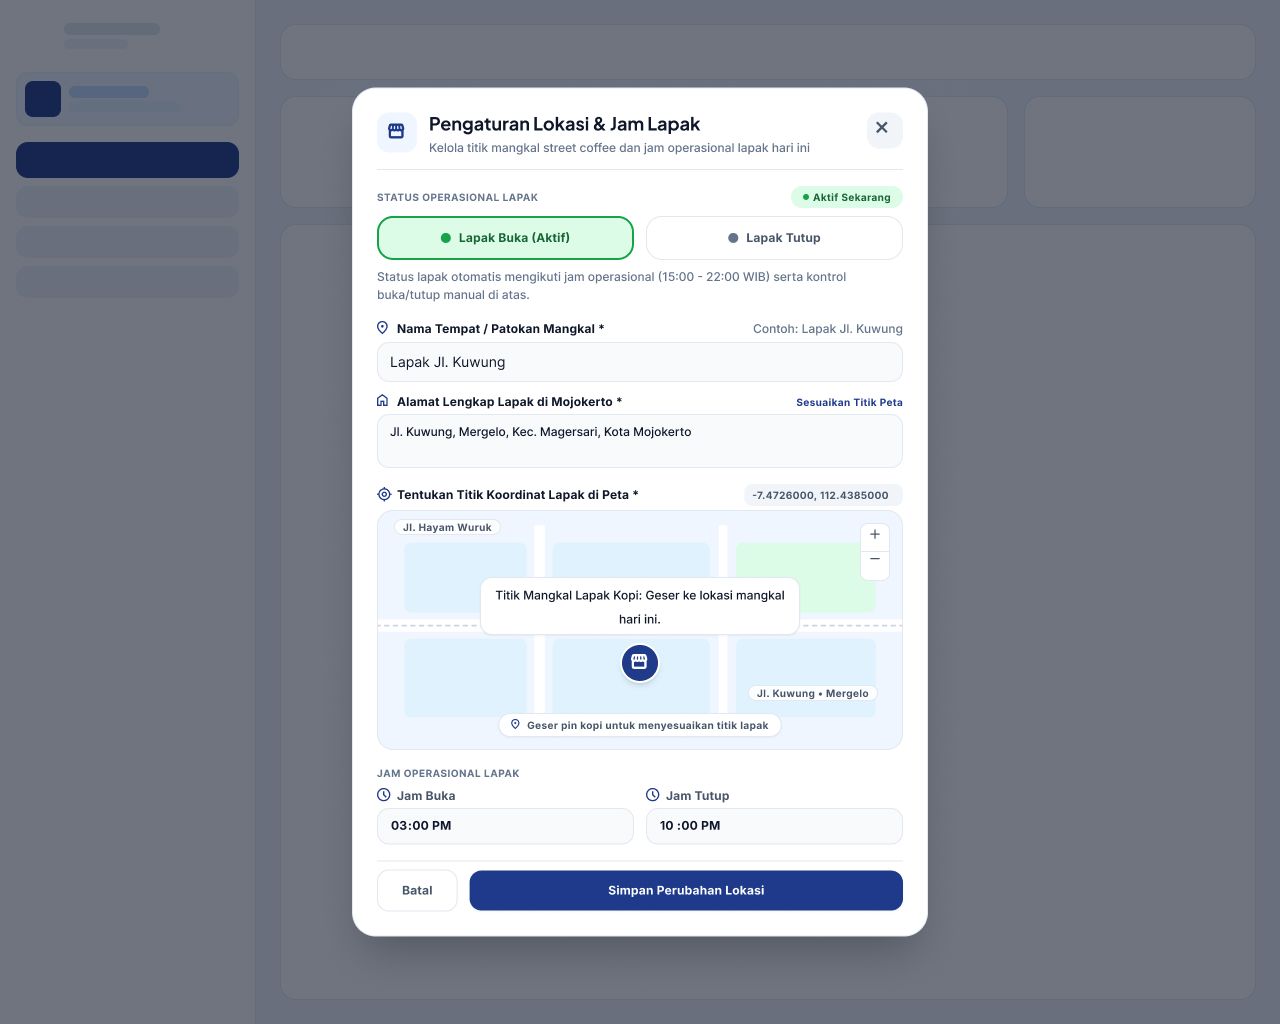 Pengaturan Lokasi & Jam Lapak
Kelola titik mangkal street coffee dan jam operasional lapak hari ini
STATUS OPERASIONAL LAPAK
Aktif Sekarang
Lapak Buka (Aktif)
Lapak Tutup
Status lapak otomatis mengikuti jam operasional (15:00 - 22:00 WIB) serta kontrol
buka/tutup manual di atas.
Nama Tempat / Patokan Mangkal *
Contoh: Lapak Jl. Kuwung
Lapak Jl. Kuwung
Alamat Lengkap Lapak di Mojokerto *
Sesuaikan Titik Peta
Jl. Kuwung, Mergelo, Kec. Magersari, Kota Mojokerto
Tentukan Titik Koordinat Lapak di Peta *
-7.4726000, 112.4385000
Jl. Hayam Wuruk
+
−
Titik Mangkal Lapak Kopi: Geser ke lokasi mangkal
hari ini.
Jl. Kuwung • Mergelo
Geser pin kopi untuk menyesuaikan titik lapak
JAM OPERASIONAL LAPAK
Jam Buka
Jam Tutup
03:00 PM
10 :00 PM
Batal
Simpan Perubahan Lokasi